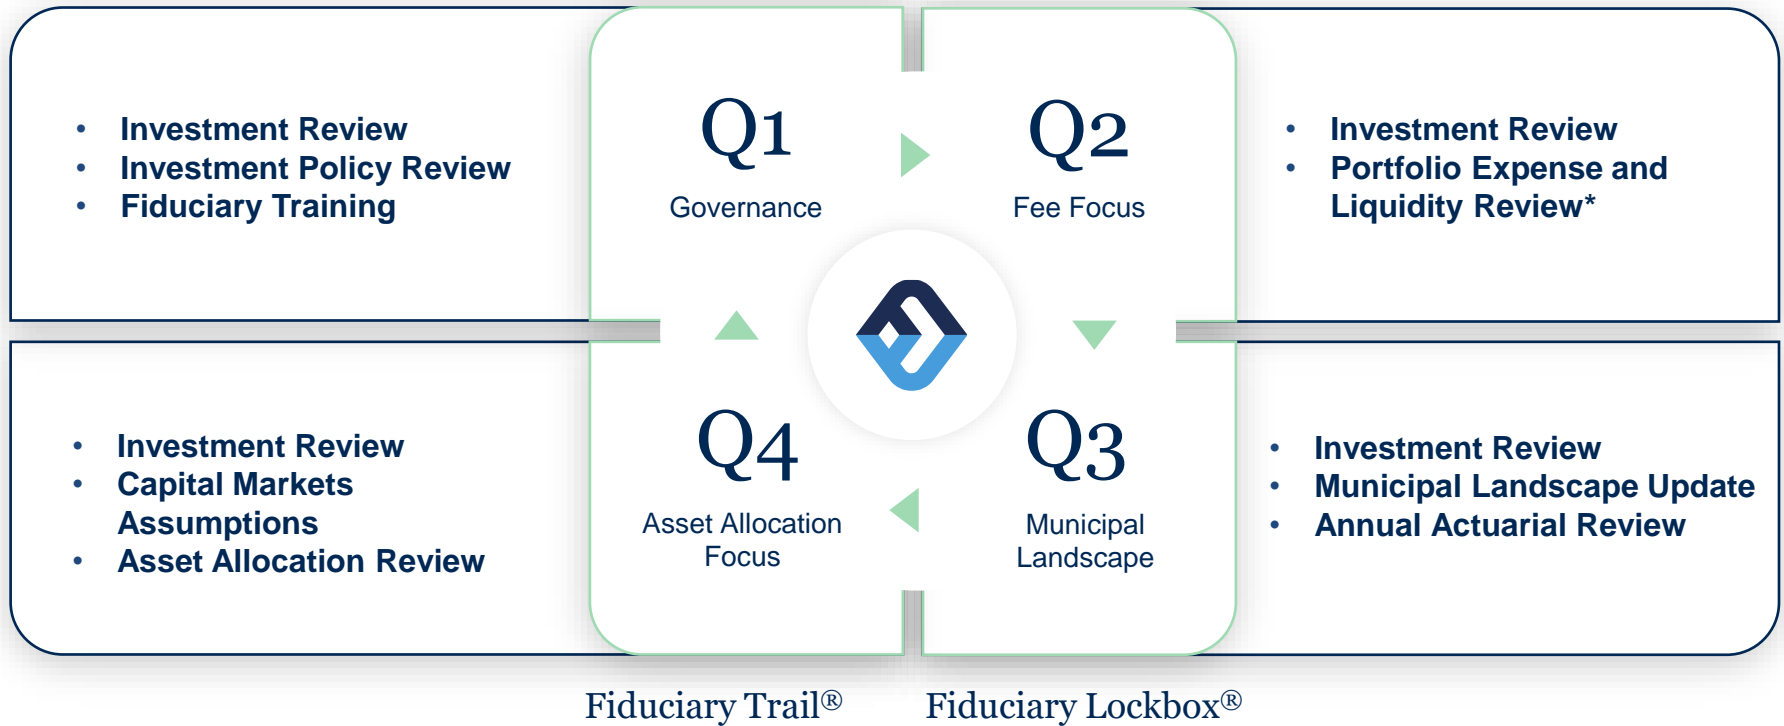 • Investment Review
• Investment Policy Review
• Fiduciary Training
Q1
Governance
Q2
Fee Focus
• Investment Review
• Portfolio Expense and
Liquidity Review*
• Investment Review
• Capital Markets
Assumptions
• Asset Allocation Review
Q4
Asset Allocation
Focus
Q3
Municipal
Landscape
• Investment Review
• Municipal Landscape Update
• Annual Actuarial Review
Fiduciary Trail®
Fiduciary Lockbox®